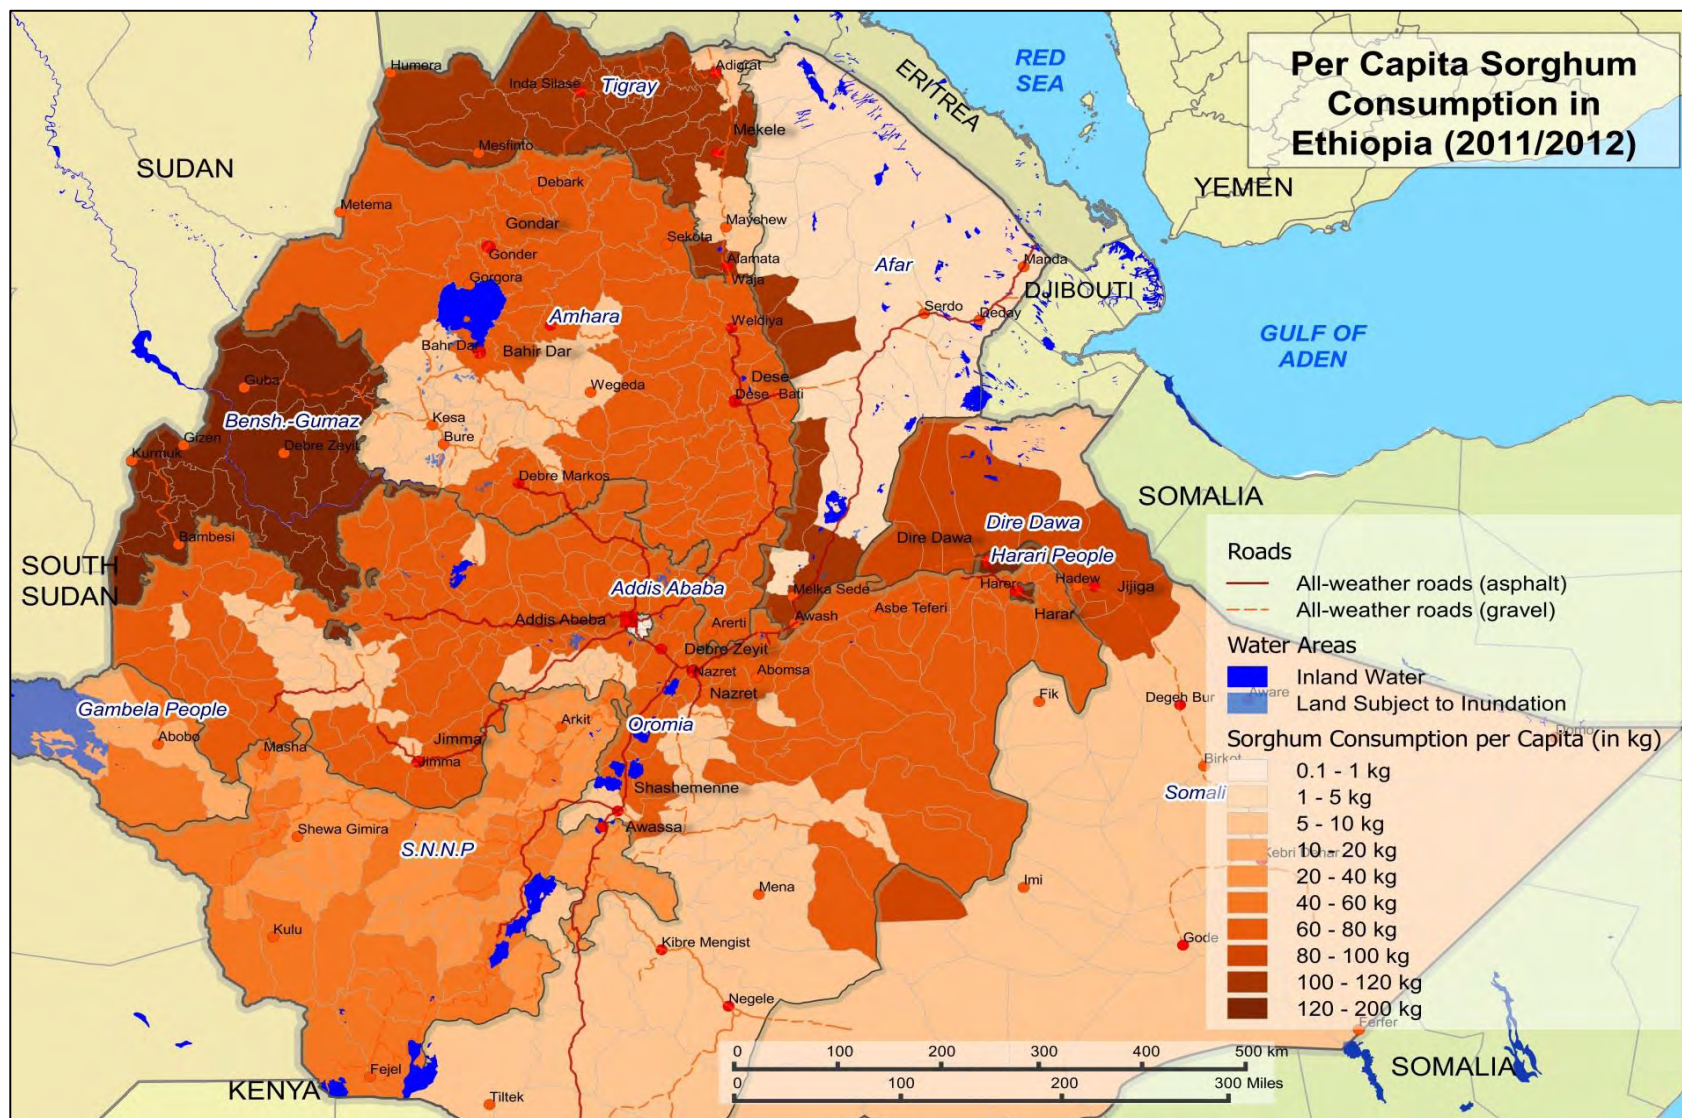 Per Capita Sorghum
Consumption in
Ethiopia (2011/2012)
RED
SEA
ERITREA
YEMEN
SUDAN
Humera
Inda Silase
Tigray
Adigrat
Mekele
Mesfinto
Debark
Metema
Gondar
Gonder
Gorgora
Maychew
Sekota
Alamata
Waja
Afar
Manda
DJIBOUTI
Serdo
Deday
Amhara
Weldiya
GULF OF
ADEN
Bahr Dar
Bahir Dar
Guba
Wegeda
Dese
Dese
Bati
Bensh.-Gumaz
Kesa
Bure
Gizen
Debre Zeyit
Kurmuk
Debre Markos
SOMALIA
Bambesi
Dire Dawa
Dire Dawa
Harari People
SOUTH
SUDAN
Addis Ababa
Melka Sede
Harer
Hadew
Jijiga
Addis Abeba
Arerti
Awash
Asbe Teferi
Harar
Debre Zeyit
Nazret
Abomsa
Nazret
Fik
Degeh Bur
Aware
Gambela People
Abobo
Masha
Jimma
Jimma
Arkit
Oromia
Domo
Birkot
Shashemenne
Somali
Shewa Gimira
S.N.N.P
Awassa
Kebri Dehar
Mena
Imi
Kulu
Kibre Mengist
Gode
Negele
Ferfer
Fejel
KENYA
Tiltek
SOMALIA
Roads
All-weather roads (asphalt)
All-weather roads (gravel)
Water Areas
Inland Water
Land Subject to Inundation
Sorghum Consumption per Capita (in kg)
0.1 - 1 kg
1 - 5 kg
5 - 10 kg
10 - 20 kg
20 - 40 kg
40 - 60 kg
60 - 80 kg
80 - 100 kg
100 - 120 kg
120 - 200 kg
0 100 200 300 400 500 km
0 100 200 300 Miles